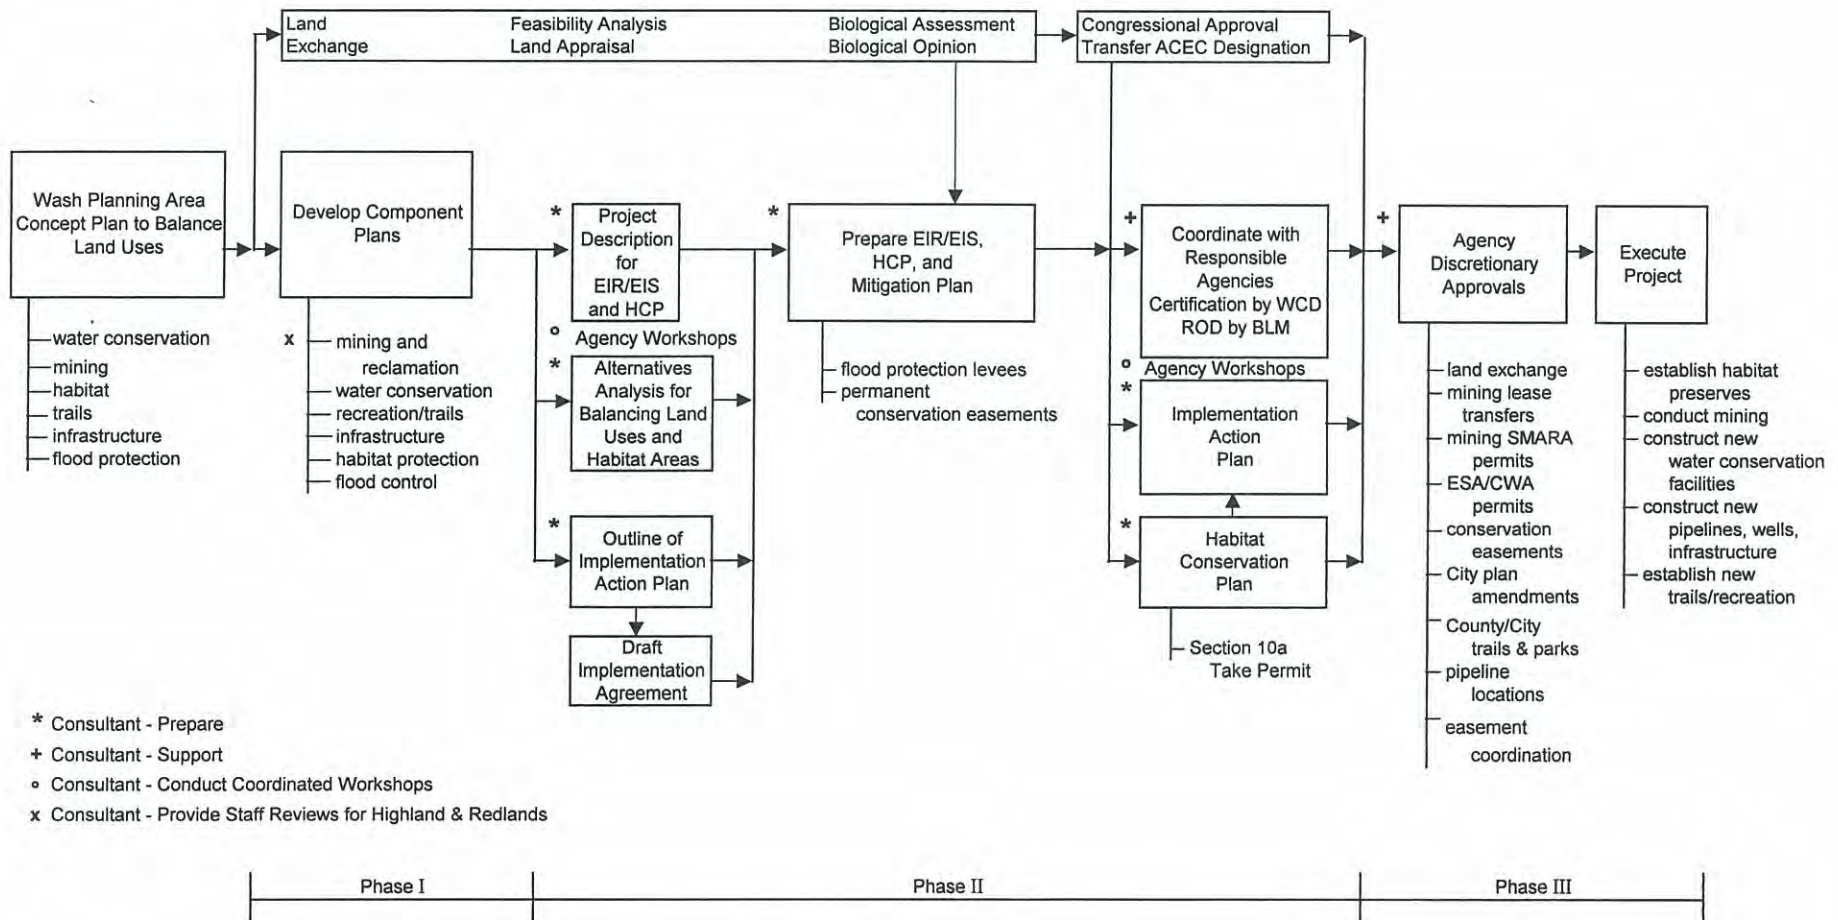 Land
Exchange
Feasibility Analysis
Land Appraisal
Biological Assessment
Biological Opinion
Congressional Approval
Transfer ACEC Designation
Wash Planning Area
Concept Plan to Balance
Land Uses
water conservation
mining
habitat
trails
infrastructure
flood protection
Develop Component
Plans
x
mining and
reclamation
water conservation
recreation/trails
infrastructure
habitat protection
flood control
*
Project
Description
for
EIR/EIS
and HCP
° Agency Workshops
*
Alternatives
Analysis for
Balancing Land
Uses and
Habitat Areas
*
Outline of
Implementation
Action Plan
Draft
Implementation
Agreement
*
Prepare EIR/EIS,
HCP, and
Mitigation Plan
flood protection levees
permanent
conservation easements
+
Coordinate with
Responsible
Agencies
Certification by WCD
ROD by BLM
° Agency Workshops
*
Implementation
Action
Plan
*
Habitat
Conservation
Plan
Section 10a
Take Permit
+
Agency
Discretionary
Approvals
land exchange
mining lease
transfers
mining SMARA
permits
ESA/CWA
permits
conservation
easements
City plan
amendments
County/City
trails & parks
pipeline
locations
easement
coordination
Execute
Project
establish habitat
preserves
conduct mining
construct new
water conservation
facilities
construct new
pipelines, wells,
infrastructure
establish new
trails/recreation
* Consultant - Prepare
+ Consultant - Support
° Consultant - Conduct Coordinated Workshops
x Consultant - Provide Staff Reviews for Highland & Redlands
Phase I
Phase II
Phase III